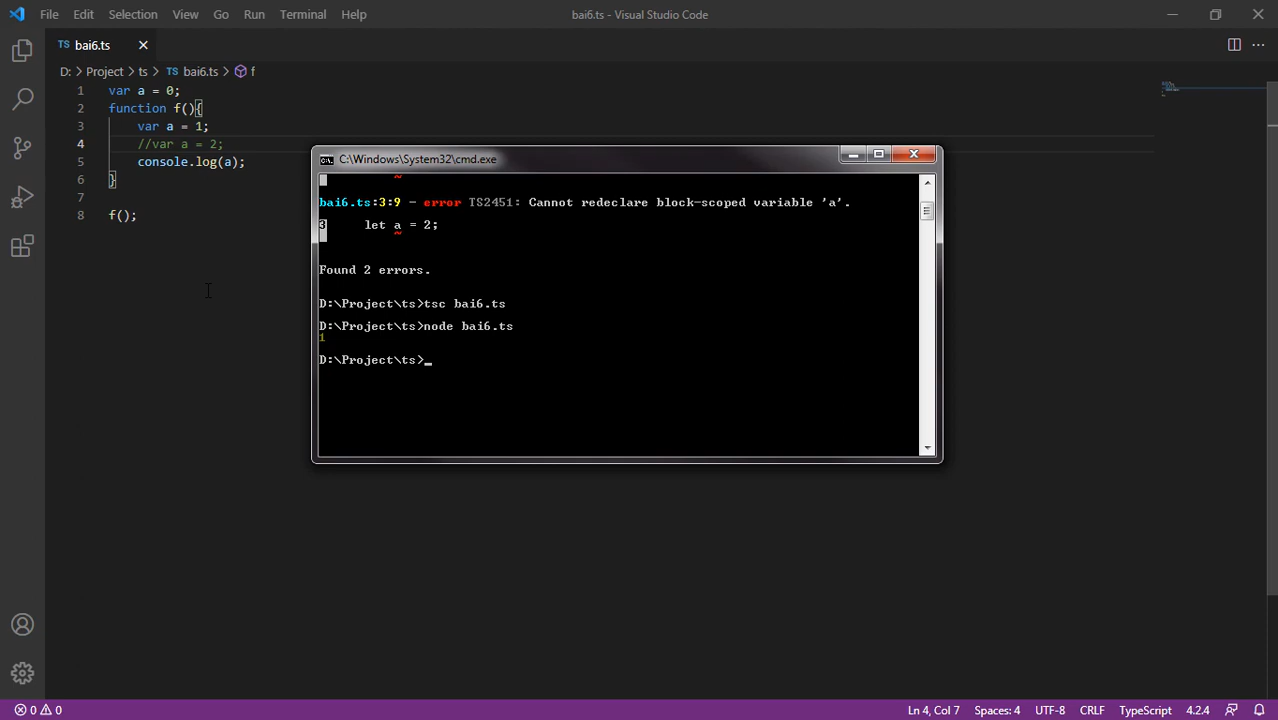 File Edit Selection View Go Run Terminal Help bai6.ts - Visual Studio Code
TS bai6.ts
D: > Project > ts > TS bai6.ts > f
1 var a = 0;
2 function f(){
3     var a = 1;
4     //var a = 2;
5     console.log(a);
6 }
7
8 f();
C:\Windows\System32\cmd.exe
bai6.ts:3:9 - error TS2451: Cannot redeclare block-scoped variable 'a'.
3     let a = 2;
Found 2 errors.
D:\Project\ts>tsc bai6.ts
D:\Project\ts>node bai6.ts
1
D:\Project\ts>
0 0 Ln 4, Col 7 Spaces: 4 UTF-8 CRLF TypeScript 4.2.4